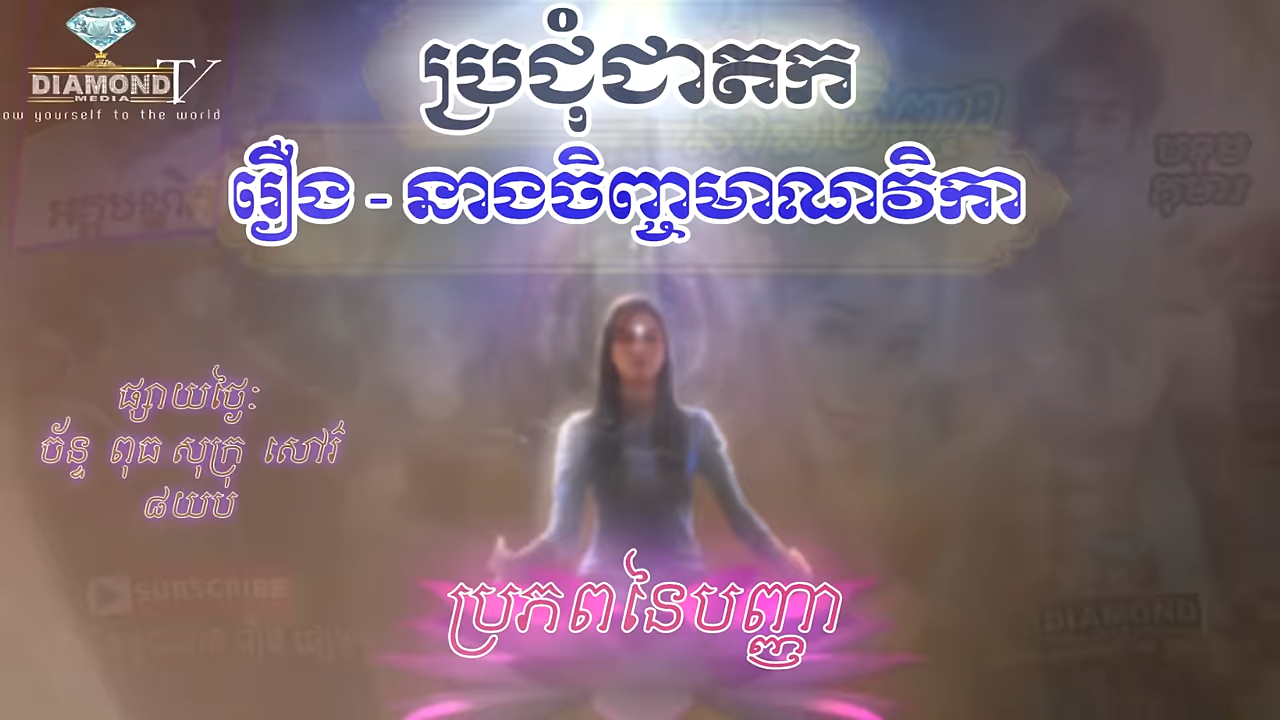 DIAMOND TV
MEDIA
ow yourself to the world
ប្រជុំជាតក
រឿង - នាងចិញ្ចមាណវិកា
ផ្សាយថ្ងៃ:
ច័ន្ទ ពុធ សុក្រ សៅរ៍
៨យប់
SUBSCRIBE
DIAMOND
ប្រភពនៃបញ្ញា